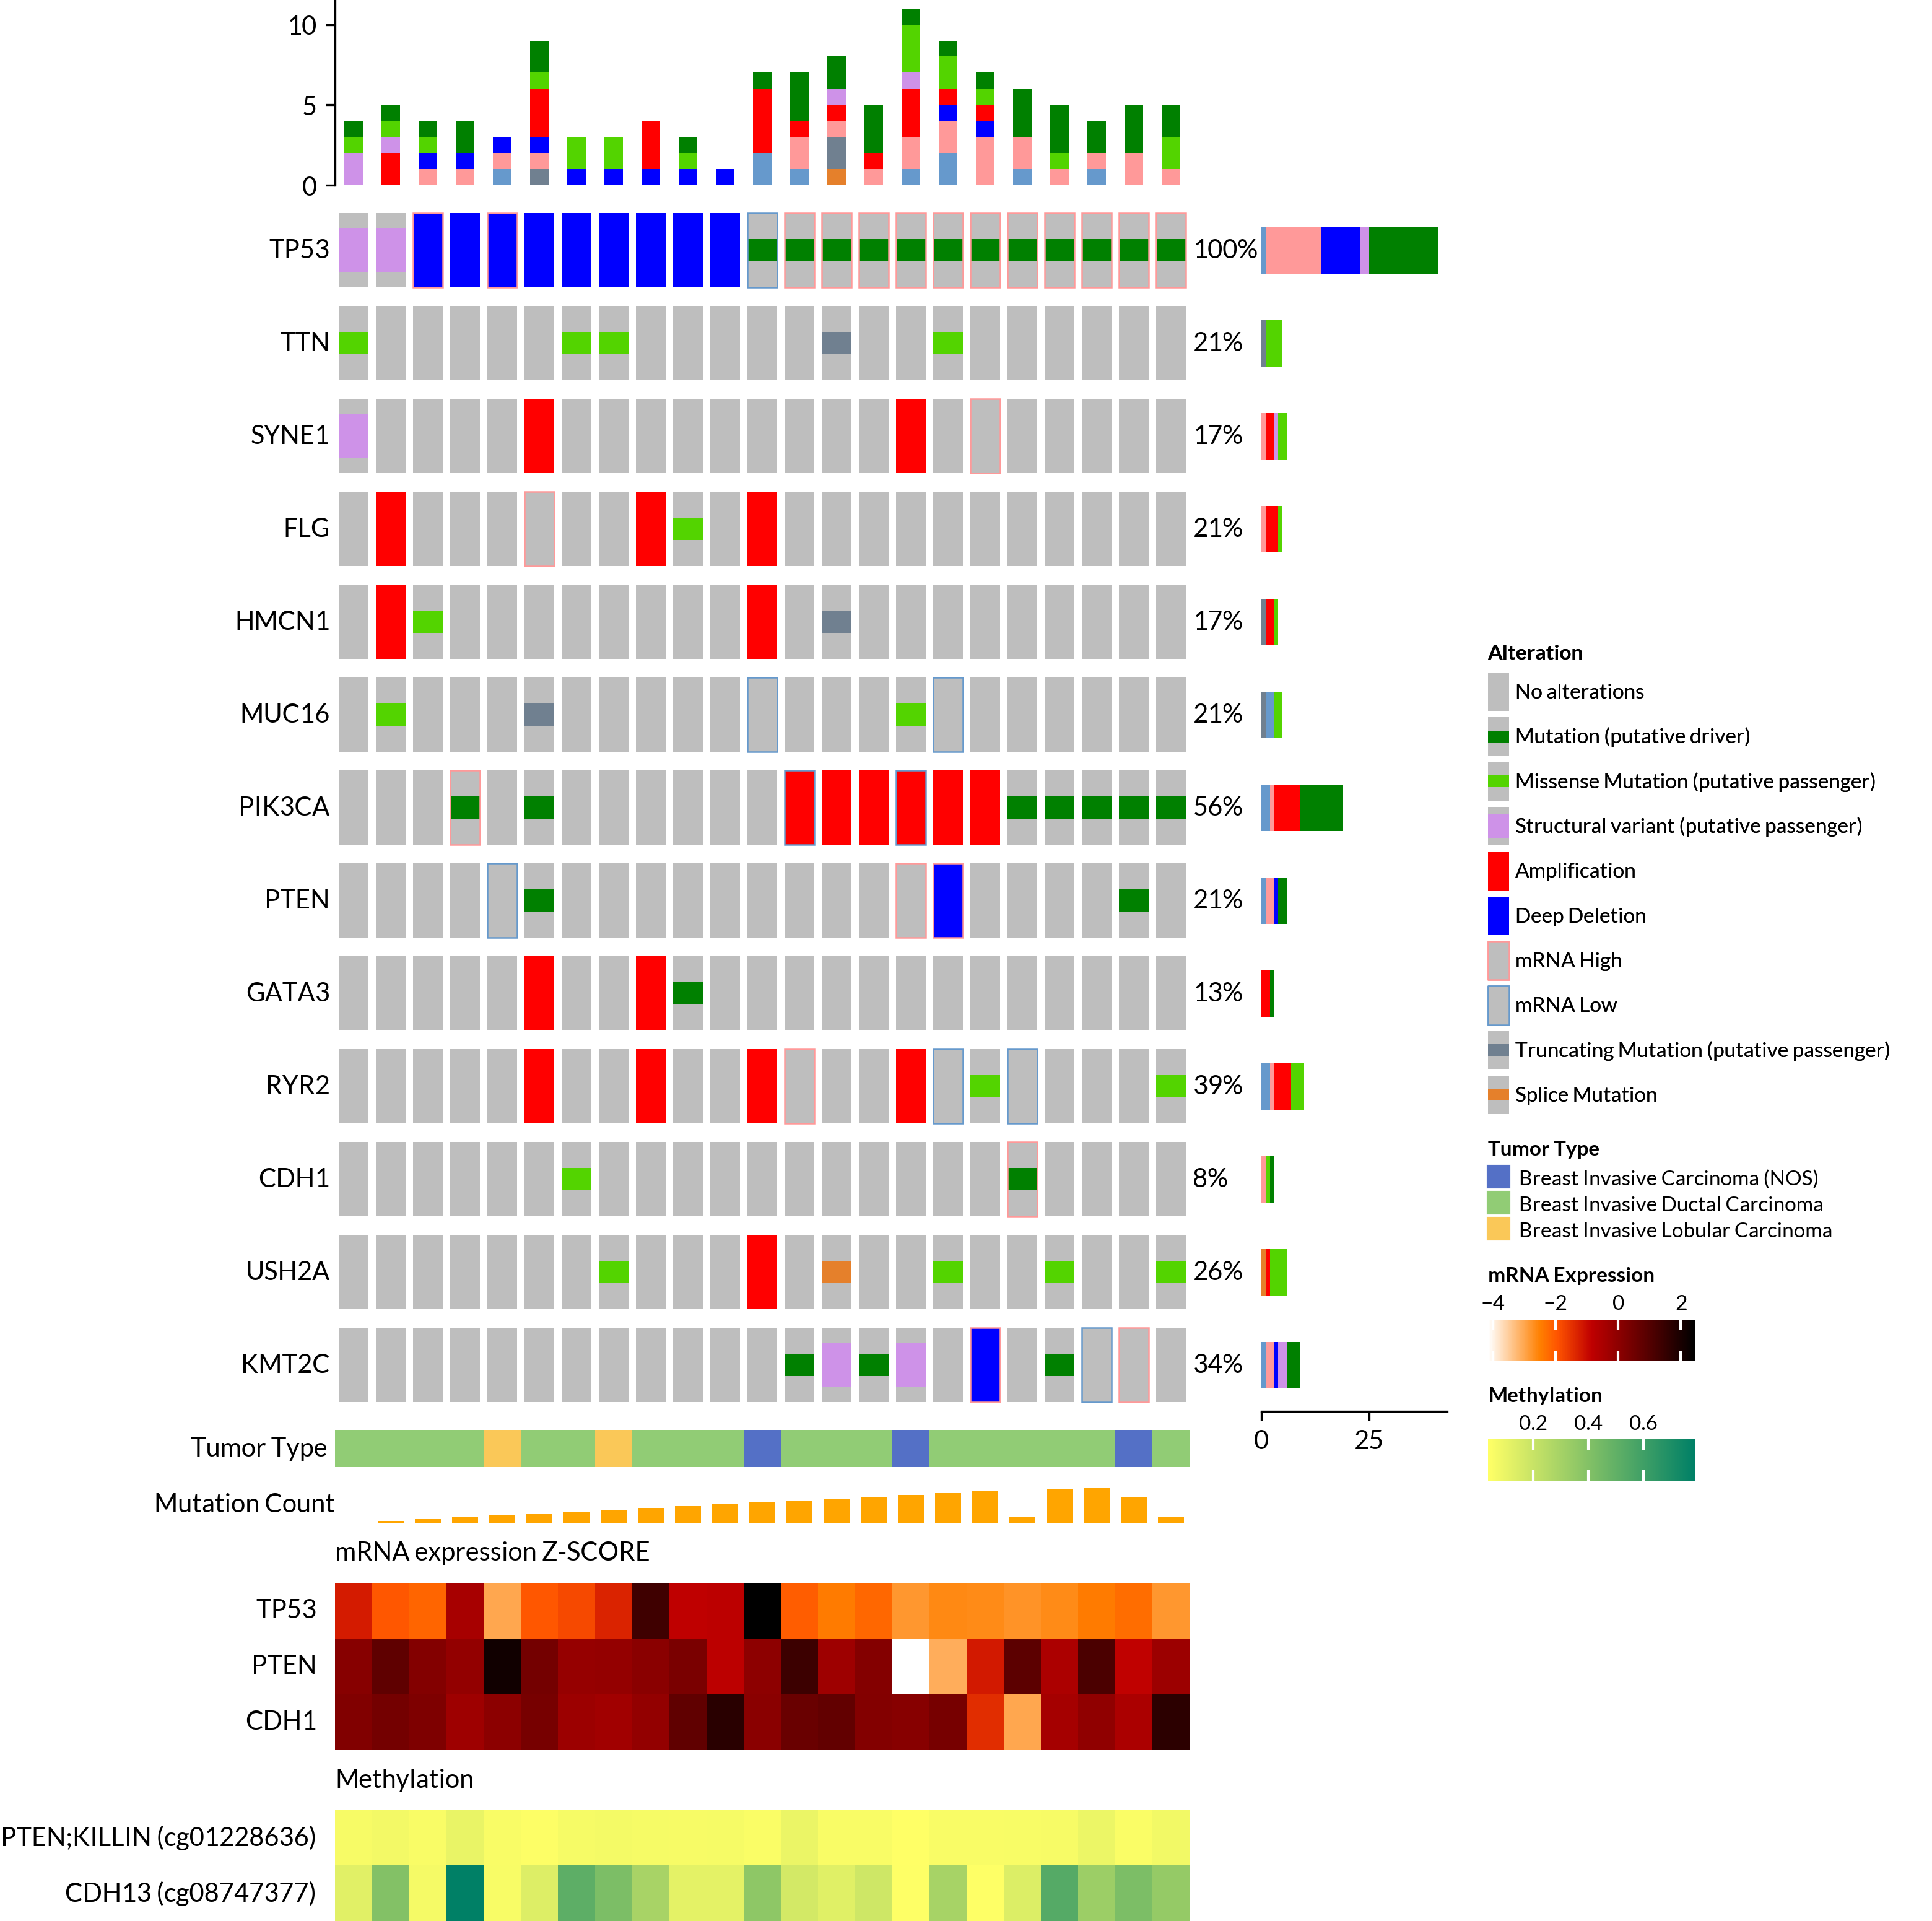 10
5
0
TP53 100%
TTN 21%
SYNE1 17%
FLG 21%
HMCN1 17%
MUC16 21%
PIK3CA 56%
PTEN 21%
GATA3 13%
RYR2 39%
CDH1 8%
USH2A 26%
KMT2C 34%
0 25
Tumor Type
Mutation Count
mRNA expression Z-SCORE
TP53
PTEN
CDH1
Methylation
PTEN;KILLIN (cg01228636)
CDH13 (cg08747377)
Alteration
No alterations
Mutation (putative driver)
Missense Mutation (putative passenger)
Structural variant (putative passenger)
Amplification
Deep Deletion
mRNA High
mRNA Low
Truncating Mutation (putative passenger)
Splice Mutation
Tumor Type
Breast Invasive Carcinoma (NOS)
Breast Invasive Ductal Carcinoma
Breast Invasive Lobular Carcinoma
mRNA Expression
−4 −2 0 2
Methylation
0.2 0.4 0.6